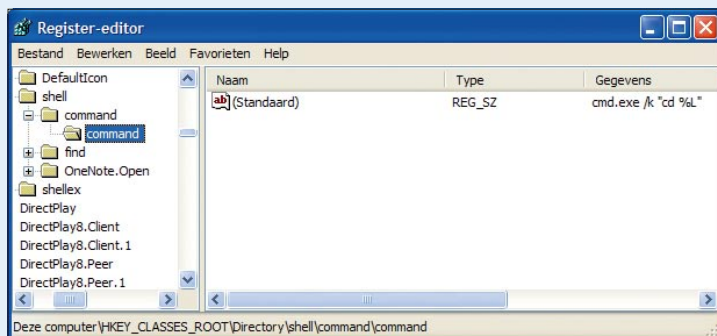 Register-editor
Bestand Bewerken Beeld Favorieten Help
DefaultIcon
shell
command
command
find
OneNote.Open
shellex
DirectPlay
DirectPlay8.Client
DirectPlay8.Client.1
DirectPlay8.Peer
DirectPlay8.Peer.1
Naam Type Gegevens
ab (Standaard) REG_SZ cmd.exe /k "cd %L"
Deze computer\HKEY_CLASSES_ROOT\Directory\shell\command\command